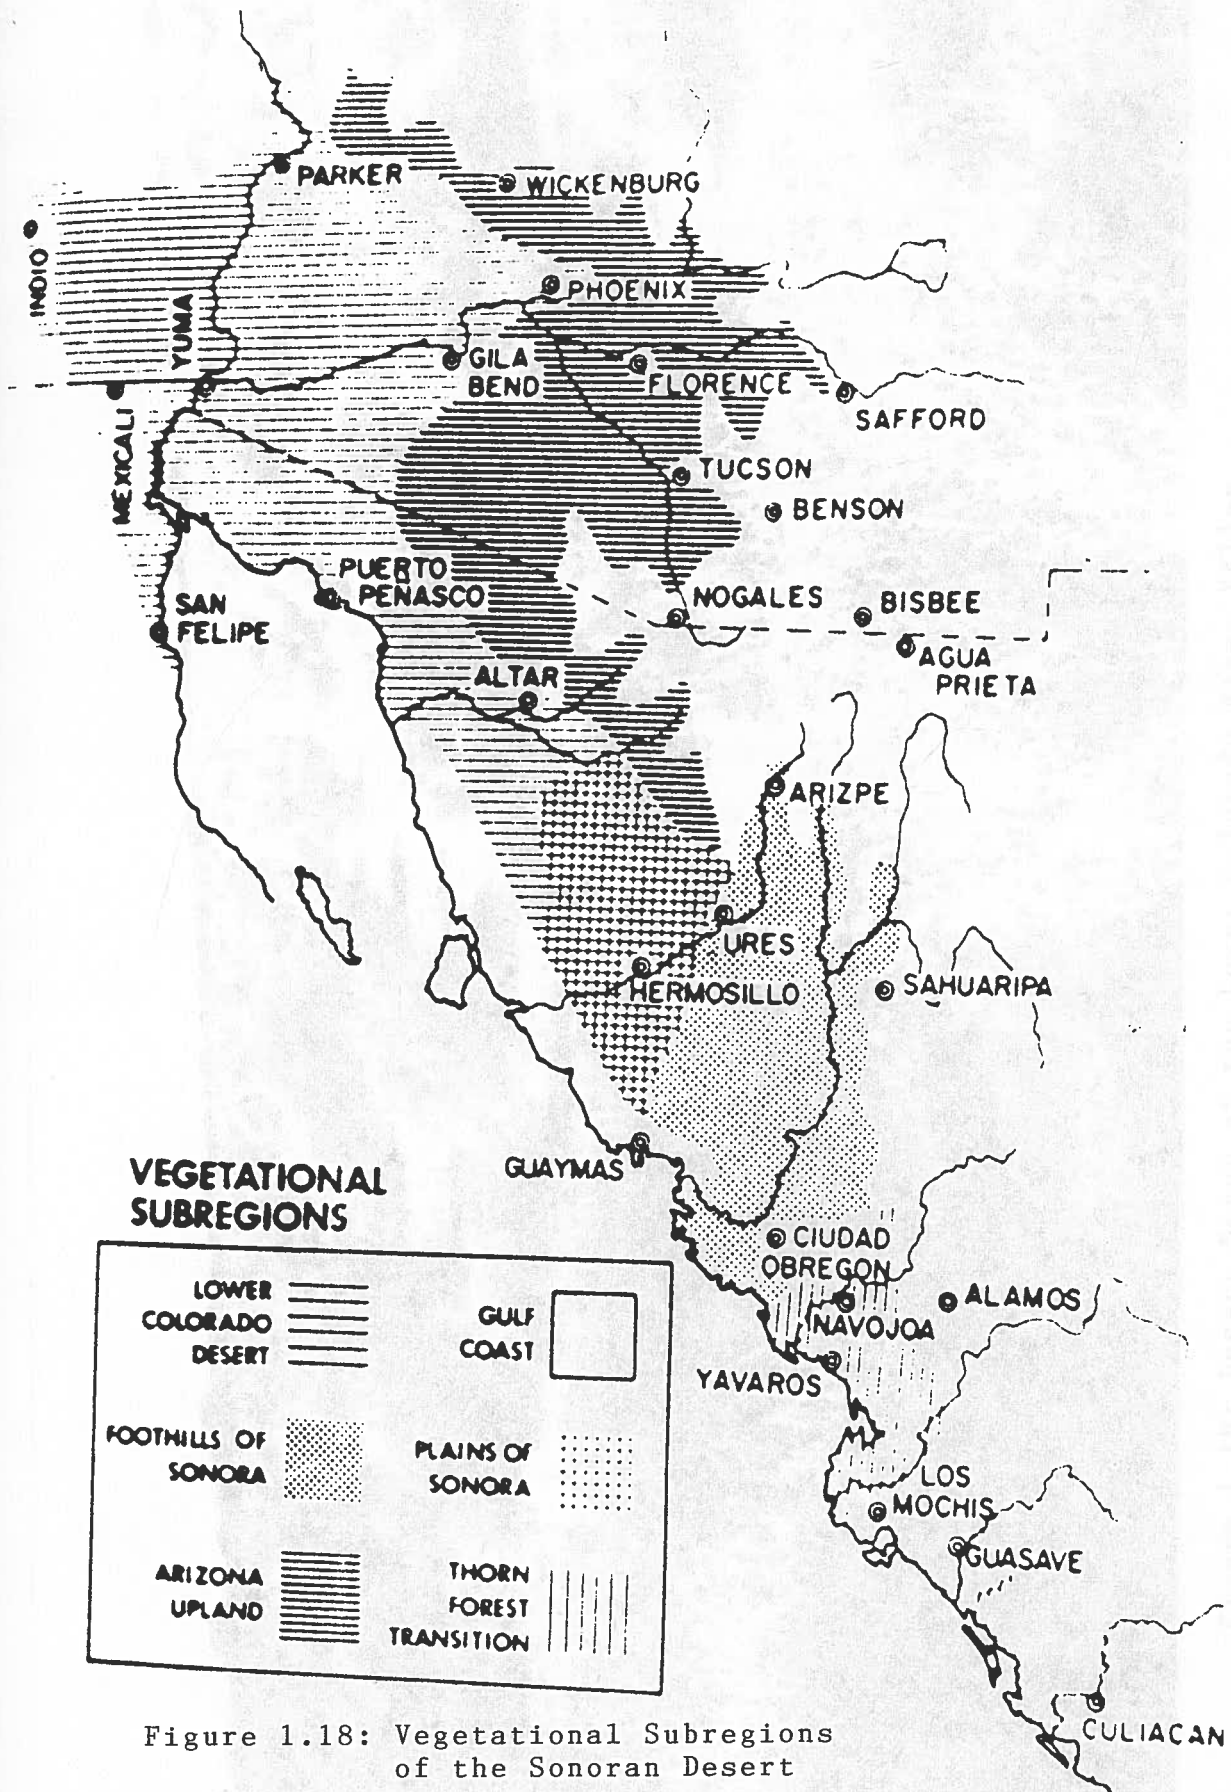 PARKER
WICKENBURG
INDIO
YUMA
PHOENIX
GILA
BEND
FLORENCE
SAFFORD
MEXICALI
TUCSON
BENSON
PUERTO
PENASCO
SAN
FELIPE
NOGALES
BISBEE
AGUA
PRIETA
ALTAR
ARIZPE
URES
HERMOSILLO
SAHUARIPA
GUAYMAS
CIUDAD
OBREGON
NAVOJOA
ALAMOS
YAVAROS
LOS
MOCHIS
GUASAVE
CULIACAN
VEGETATIONAL
SUBREGIONS
LOWER
COLORADO
DESERT
GULF
COAST
FOOTHILLS OF
SONORA
PLAINS OF
SONORA
ARIZONA
UPLAND
THORN
FOREST
TRANSITION
Figure 1.18: Vegetational Subregions
of the Sonoran Desert